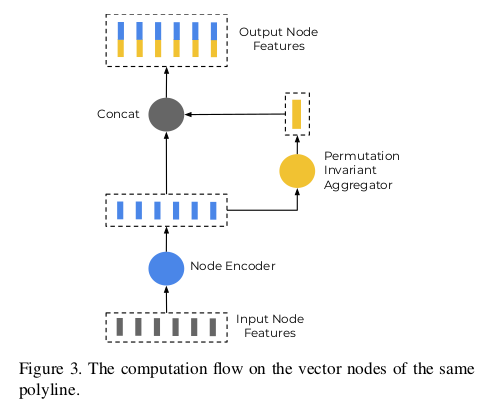 Output Node
Features
Concat
Permutation
Invariant
Aggregator
Node Encoder
Input Node
Features
Figure 3. The computation flow on the vector nodes of the same
polyline.